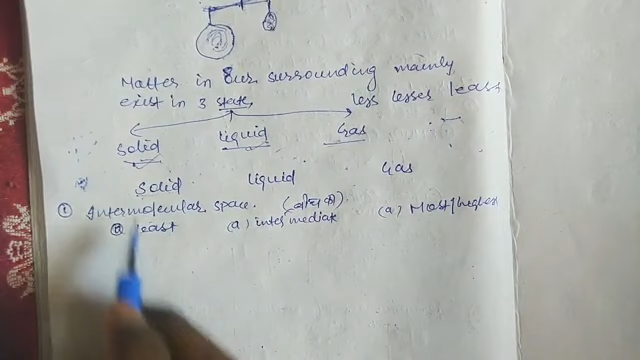 Matter in our surrounding mainly
exist in 3 state
less lesser least
solid liquid Gas
solid liquid Gas
① Intermolecular space.
(a) least (a) intermediate (a) Most/highest